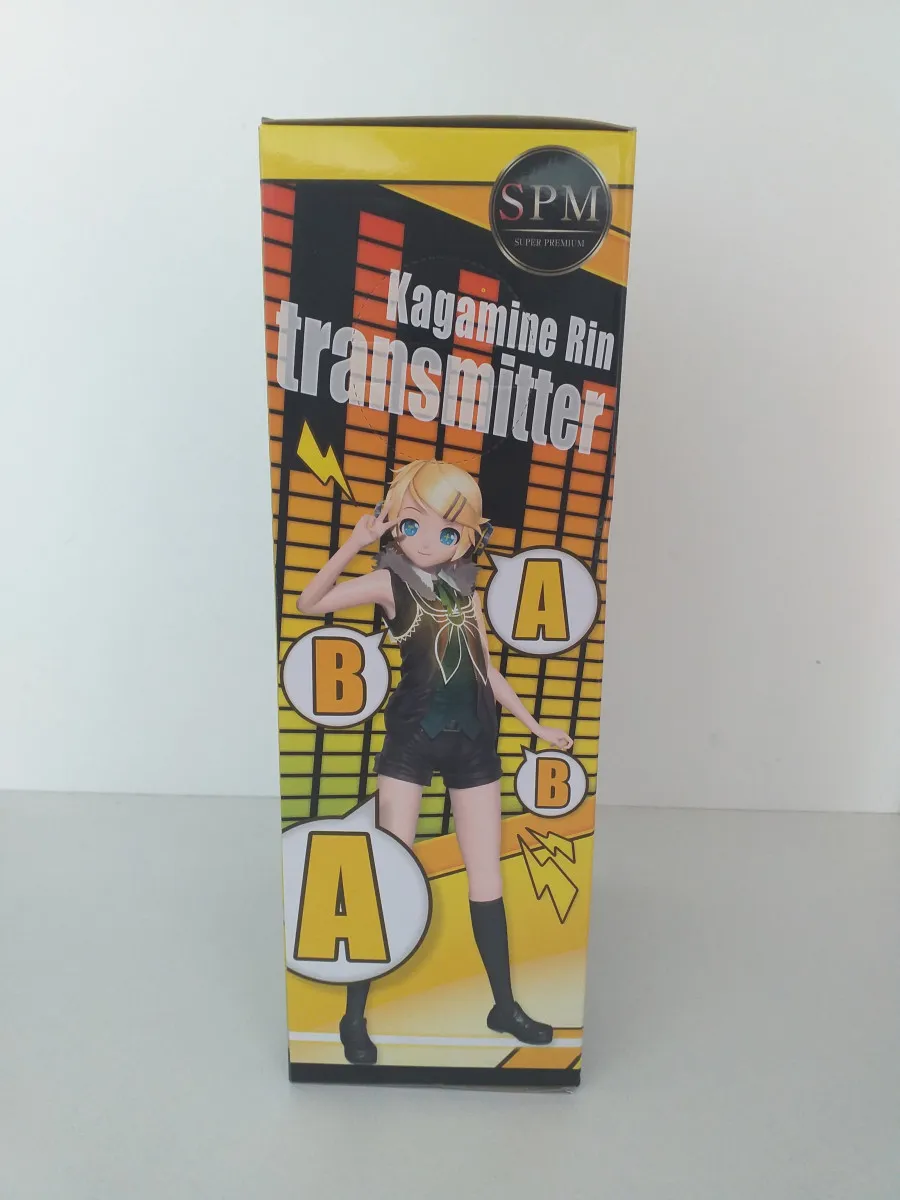 SPM
SUPER PREMIUM
Kagamine Rin
transmitter
A
B
B
A